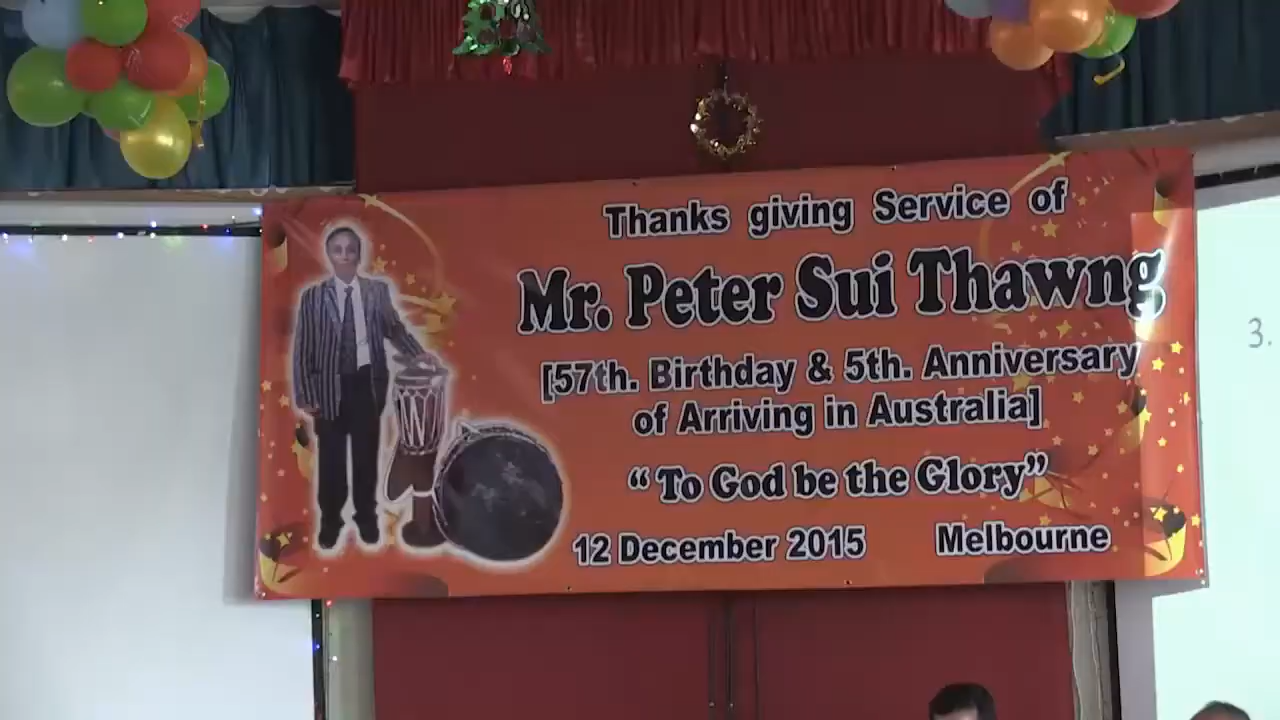 Thanks giving Service of
Mr. Peter Sui Thawng
[57th. Birthday & 5th. Anniversary
of Arriving in Australia]
“To God be the Glory”
12 December 2015 Melbourne
3.